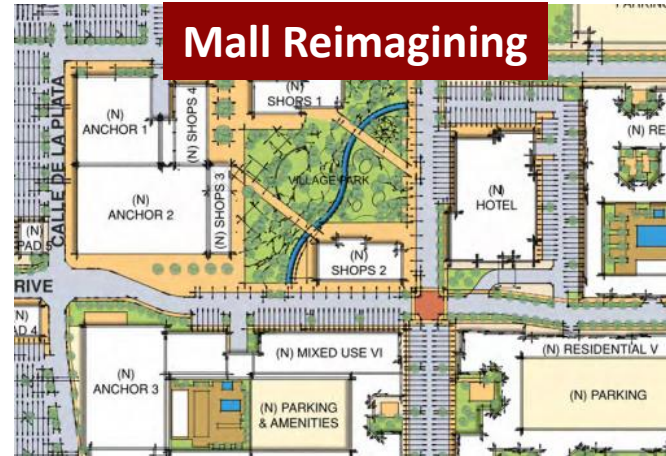 Mall Reimagining
PARKING
CALLE DE LA PLATA
(N)
ANCHOR 1
(N) SHOPS 4
(N)
SHOPS 1
(N)
ANCHOR 2
(N) SHOPS 3
VILLAGE PARK
(N)
HOTEL
(N) RE
(N)
PAD 5
(N)
SHOPS 2
RIVE
(N)
AD 4
(N)
ANCHOR 3
(N) MIXED USE VI
(N) PARKING
& AMENITIES
(N) RESIDENTIAL V
(N) PARKING